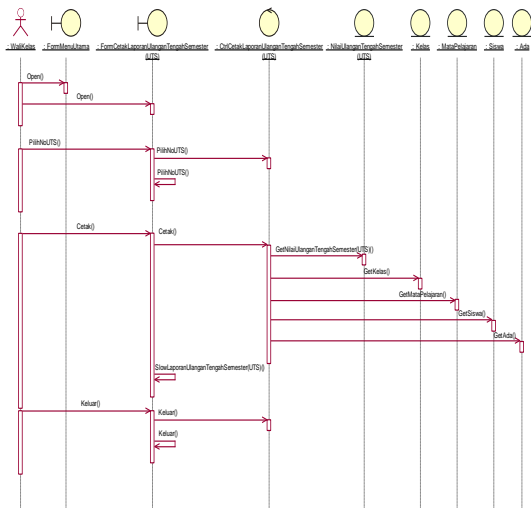 : WaliKelas
: FormMenuUtama
: FormCetakLaporanUlanganTengahSemester
(UTS)
: CtrlCetakLaporanUlanganTengahSemester
(UTS)
: NilaiUlanganTengahSemester
(UTS)
: Kelas
: MataPelajaran
: Siswa
: Ada
Open()
Open()
PilihNoUTS()
PilihNoUTS()
PilihNoUTS()
Cetak()
Cetak()
GetNilaiUlanganTengahSemester(UTS)()
GetKelas()
GetMataPelajaran()
GetSiswa()
GetAda()
SlowLaporanUlanganTengahSemester(UTS)()
Keluar()
Keluar()
Keluar()